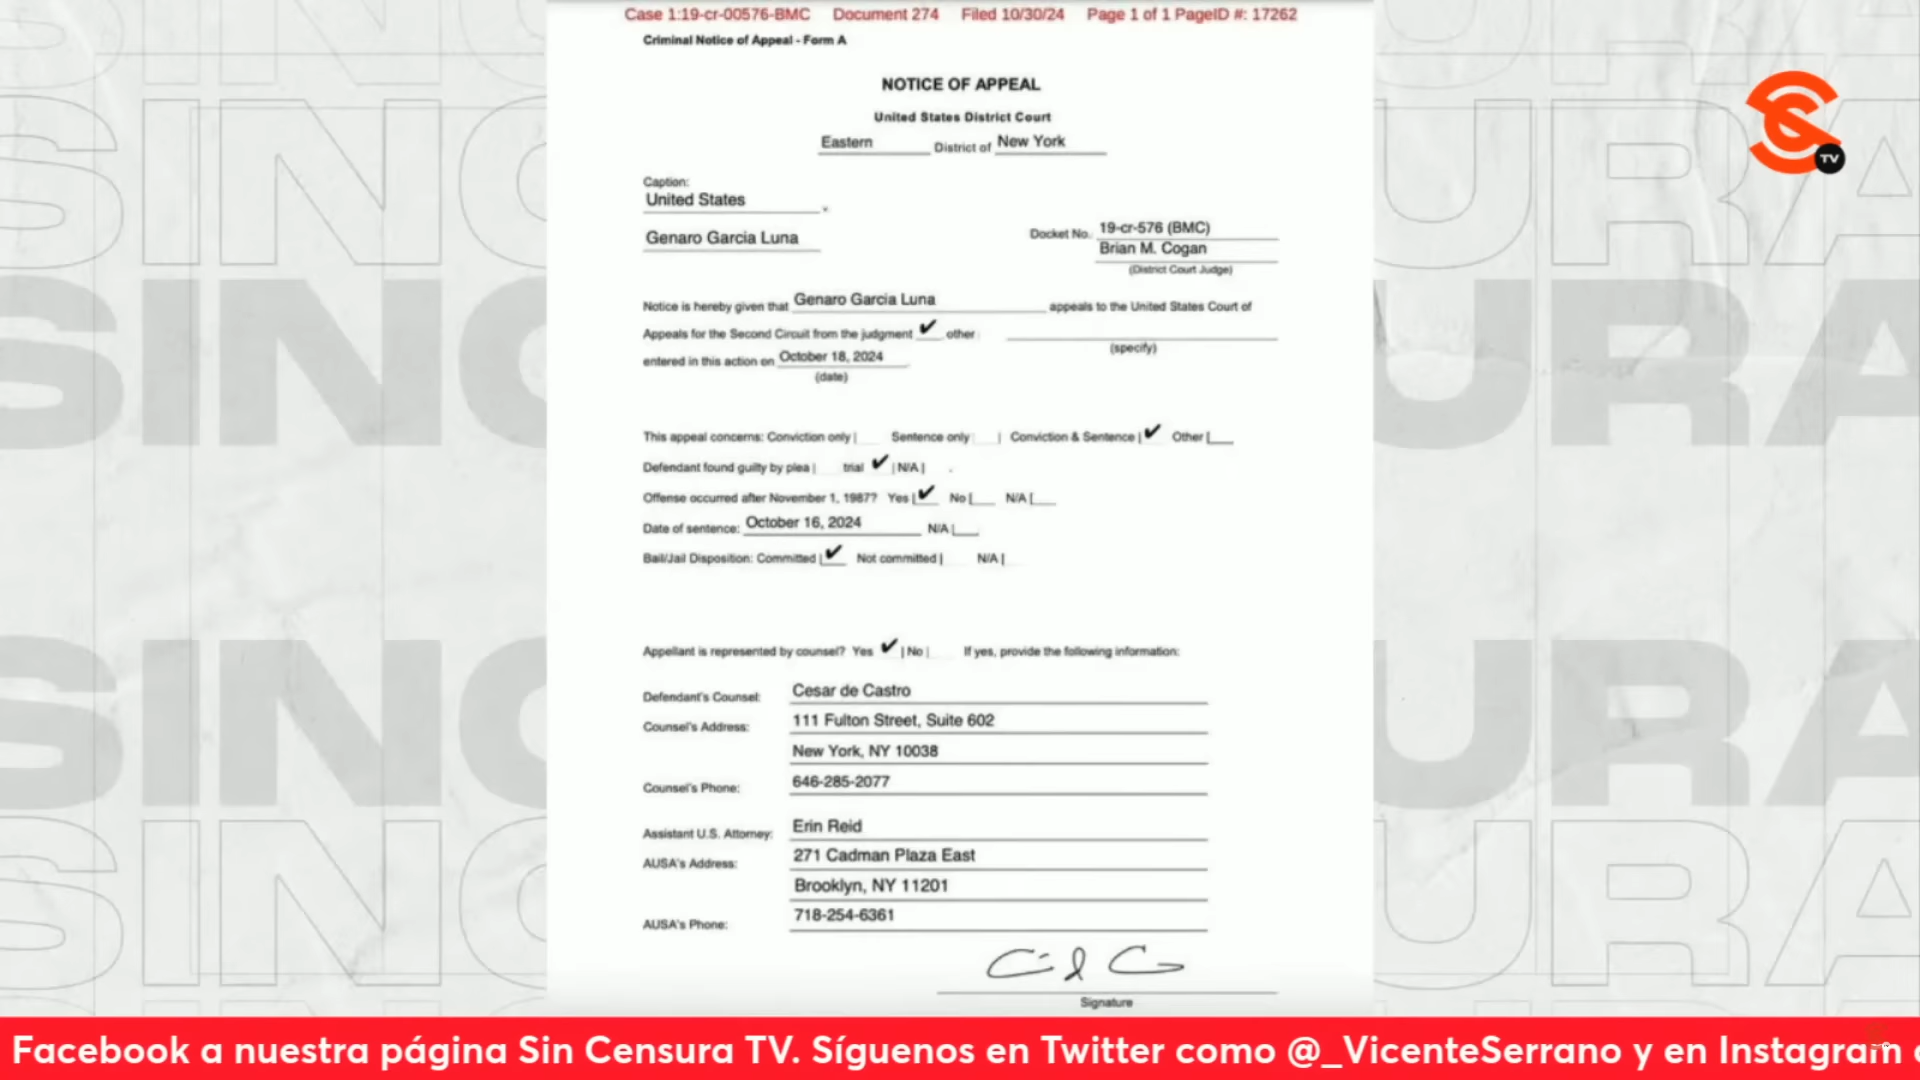 Case 1:19-cr-00576-BMC Document 274 Filed 10/30/24 Page 1 of 1 PageID #: 17262
Criminal Notice of Appeal - Form A
NOTICE OF APPEAL
United States District Court
Eastern District of New York
Caption:
United States v.
Genaro Garcia Luna
Docket No. 19-cr-576 (BMC)
Brian M. Cogan
(District Court Judge)
Notice is hereby given that Genaro Garcia Luna appeals to the United States Court of
Appeals for the Second Circuit from the judgment ✔ other
(specify)
entered in this action on October 18, 2024
(date)
This appeal concerns: Conviction only | Sentence only | Conviction & Sentence | ✔ Other [
Defendant found guilty by plea | trial ✔ | N/A | .
Offense occurred after November 1, 1987? Yes [ ✔ No [ N/A [
Date of sentence: October 16, 2024 N/A [
Bail/Jail Disposition: Committed [ ✔ Not committed | N/A |
Appellant is represented by counsel? Yes ✔ | No | If yes, provide the following information:
Defendant's Counsel: Cesar de Castro
Counsel's Address: 111 Fulton Street, Suite 602
New York, NY 10038
Counsel's Phone: 646-285-2077
Assistant U.S. Attorney: Erin Reid
AUSA's Address: 271 Cadman Plaza East
Brooklyn, NY 11201
AUSA's Phone: 718-254-6361
Signature
TV
SINC
URA
SINC
URA
SINC
URA
SINC
URA
Facebook a nuestra página Sin Censura TV. Síguenos en Twitter como @_VicenteSerrano y en Instagram